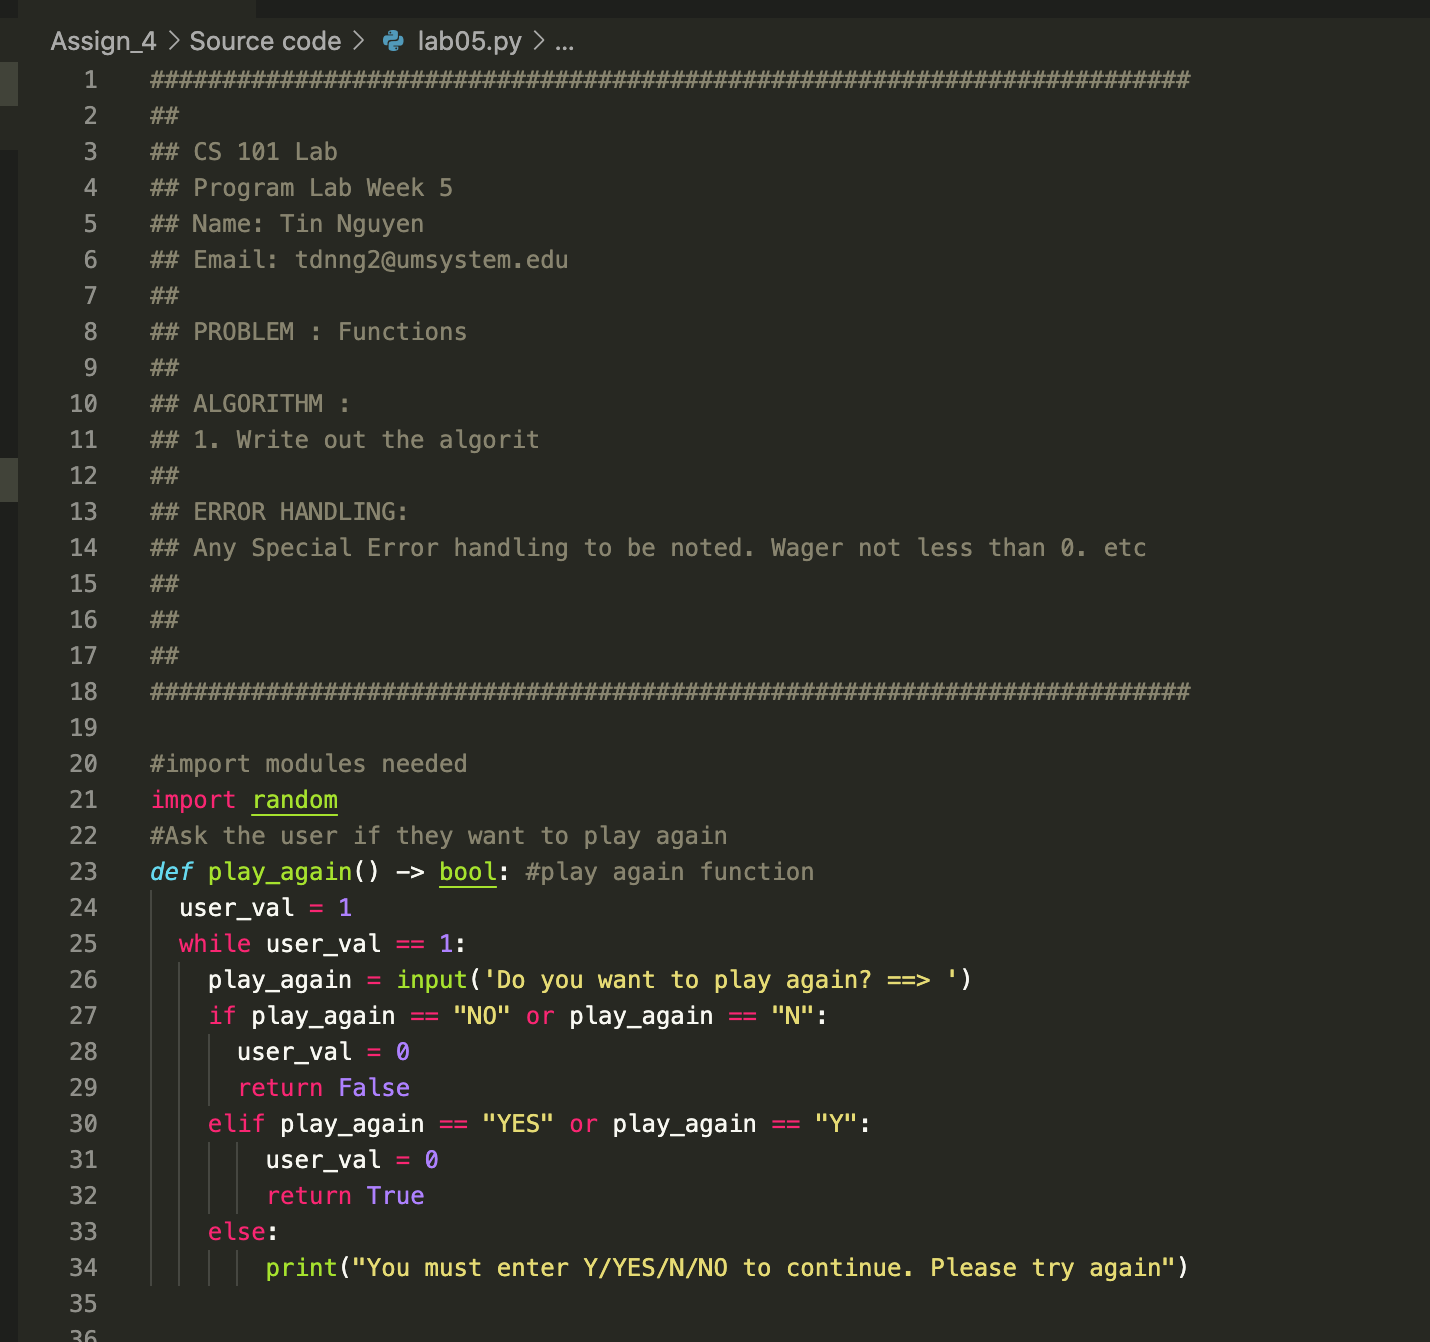 Assign_4 > Source code > lab05.py > ...
1 ########################################################################
2 ##
3 ## CS 101 Lab
4 ## Program Lab Week 5
5 ## Name: Tin Nguyen
6 ## Email: tdnng2@umsystem.edu
7 ##
8 ## PROBLEM : Functions
9 ##
10 ## ALGORITHM :
11 ## 1. Write out the algorit
12 ##
13 ## ERROR HANDLING:
14 ## Any Special Error handling to be noted. Wager not less than 0. etc
15 ##
16 ##
17 ##
18 ########################################################################
19
20 #import modules needed
21 import random
22 #Ask the user if they want to play again
23 def play_again() -> bool: #play again function
24   user_val = 1
25   while user_val == 1:
26     play_again = input('Do you want to play again? ==> ')
27     if play_again == "NO" or play_again == "N":
28       user_val = 0
29       return False
30     elif play_again == "YES" or play_again == "Y":
31         user_val = 0
32         return True
33     else:
34         print("You must enter Y/YES/N/NO to continue. Please try again")
35
36